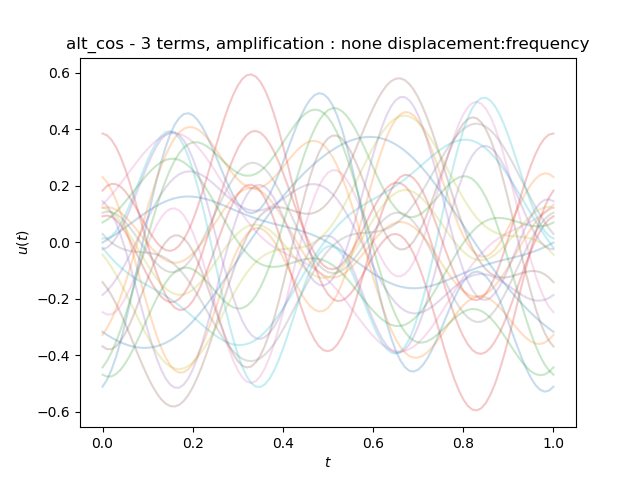 alt_cos - 3 terms, amplification : none displacement:frequency
0.6
0.4
0.2
0.0
−0.2
−0.4
−0.6
u(t)
0.0 0.2 0.4 0.6 0.8 1.0
t